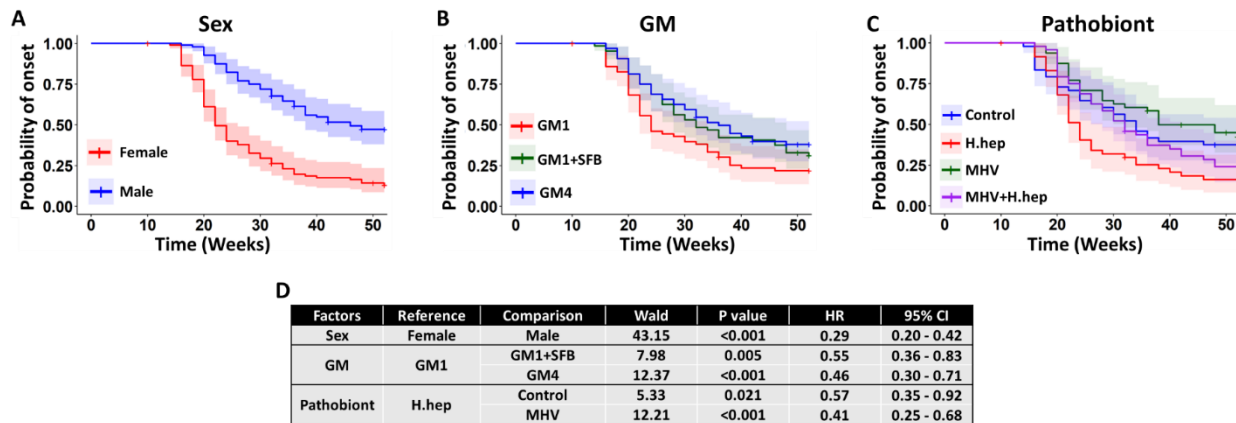 A
Sex
Probability of onset
1.00
0.75
0.50
0.25
0.00
Female
Male
0 10 20 30 40 50
Time (Weeks)
B
GM
Probability of onset
1.00
0.75
0.50
0.25
0.00
GM1
GM1+SFB
GM4
0 10 20 30 40 50
Time (Weeks)
C
Pathobiont
Probability of onset
1.00
0.75
0.50
0.25
0.00
Control
H.hep
MHV
MHV+H.hep
0 10 20 30 40 50
Time (Weeks)
D
Factors Reference Comparison Wald P value HR 95% CI
Sex Female Male 43.15 <0.001 0.29 0.20 - 0.42
GM GM1 GM1+SFB 7.98 0.005 0.55 0.36 - 0.83
GM4 12.37 <0.001 0.46 0.30 - 0.71
Pathobiont H.hep Control 5.33 0.021 0.57 0.35 - 0.92
MHV 12.21 <0.001 0.41 0.25 - 0.68